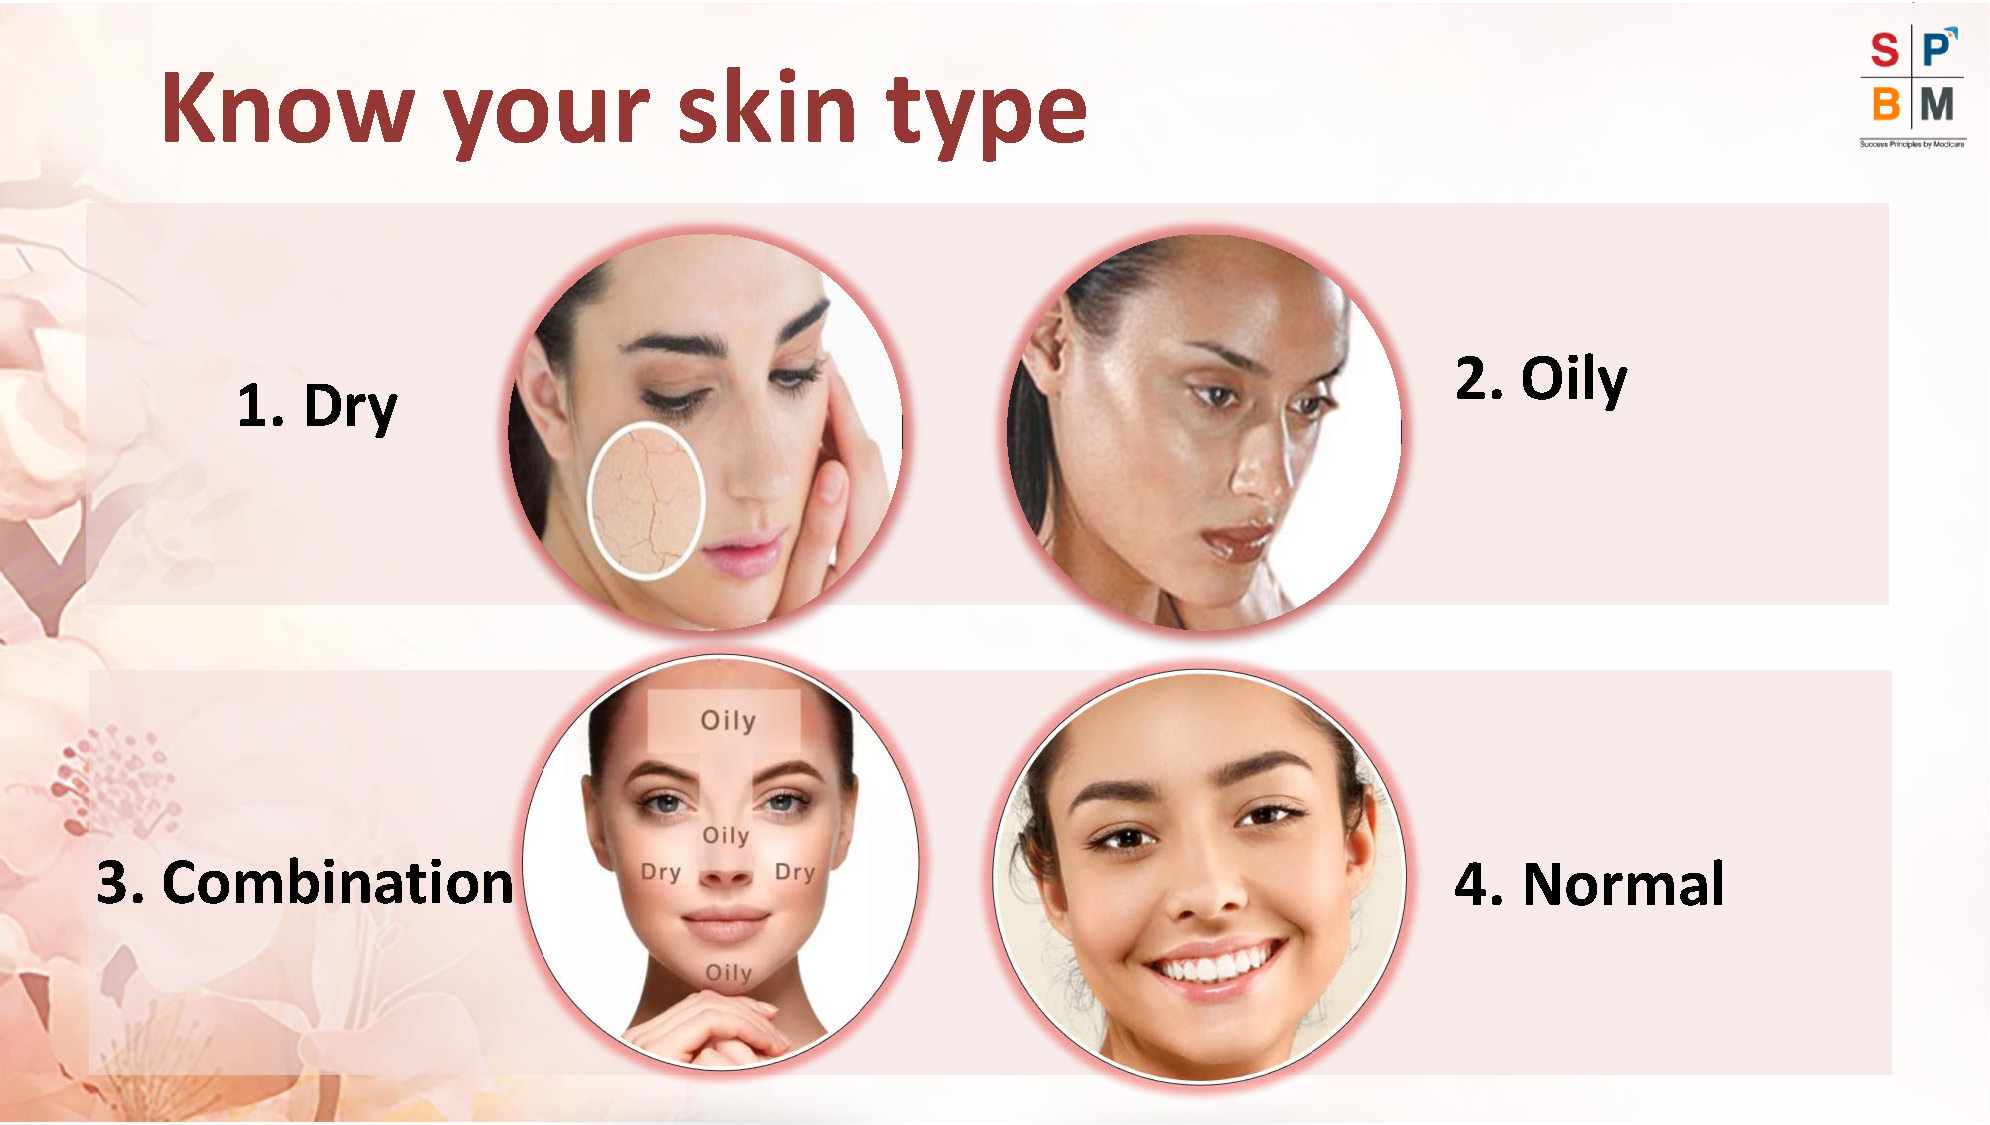 Know your skin type
S P
B M
Success Principles by Modicare
1. Dry
2. Oily
Oily
Oily
Dry Dry
Oily
3. Combination
4. Normal